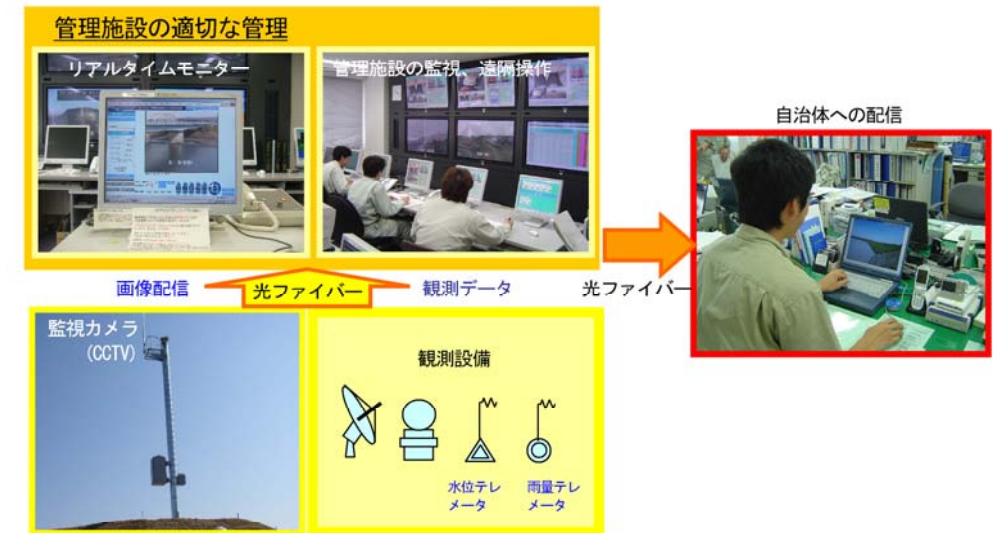 管理施設の適切な管理
リアルタイムモニター
管理施設の監視、遠隔操作
自治体への配信
画像配信
光ファイバー
観測データ
光ファイバー
監視カメラ
(CCTV)
観測設備
水位テレ
メータ
雨量テレ
メータ